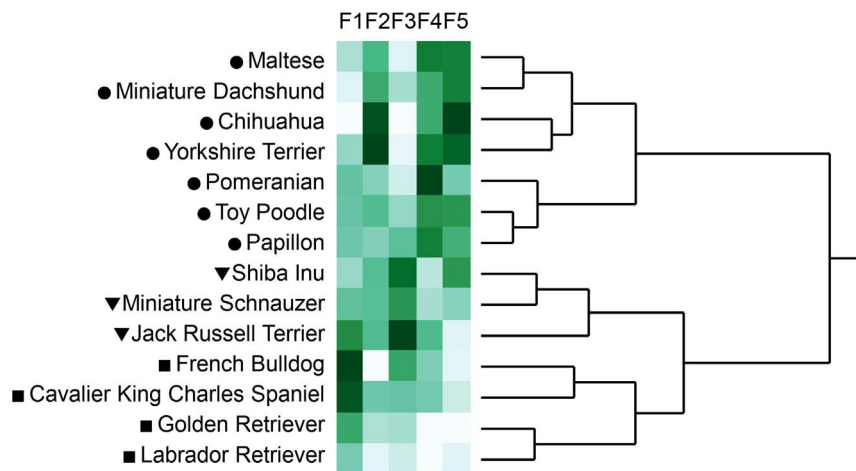 F1F2F3F4F5
Maltese
Miniature Dachshund
Chihuahua
Yorkshire Terrier
Pomeranian
Toy Poodle
Papillon
Shiba Inu
Miniature Schnauzer
Jack Russell Terrier
French Bulldog
Cavalier King Charles Spaniel
Golden Retriever
Labrador Retriever